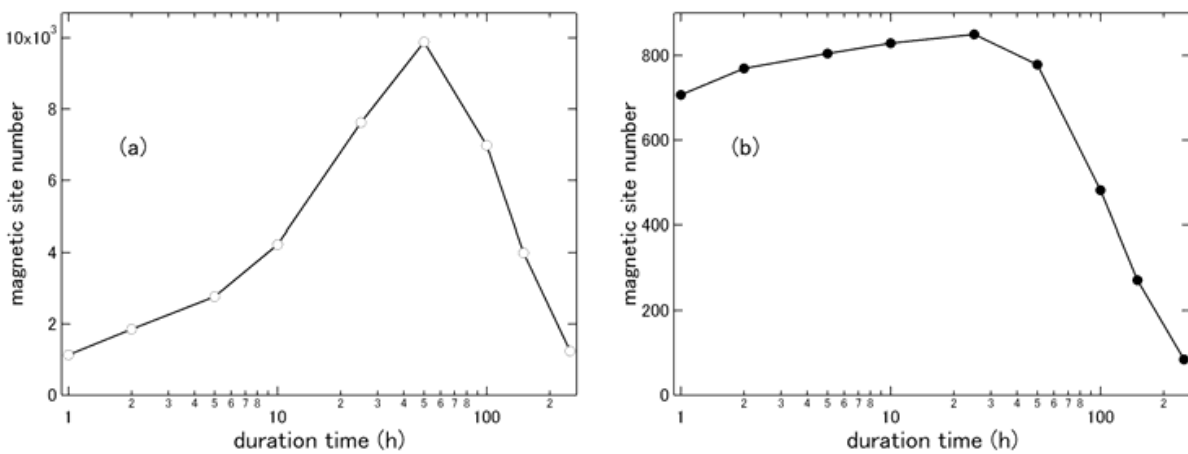 10x10³
8
6
4
2
0
magnetic site number
(a)
1 2 3 4 5 6 7 8 10 2 3 4 5 6 7 8 100 2
duration time (h)
800
600
400
200
0
magnetic site number
(b)
1 2 3 4 5 6 7 8 10 2 3 4 5 6 7 8 100 2
duration time (h)